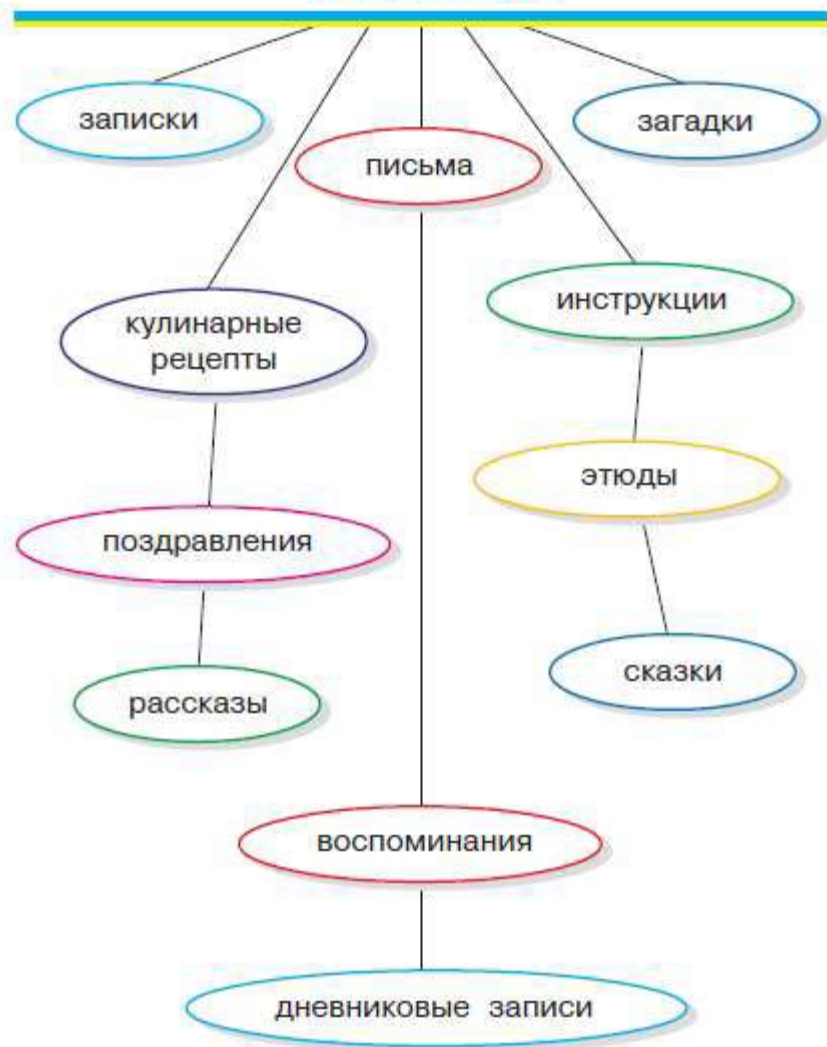 записки
загадки
письма
инструкции
кулинарные
рецепты
этюды
поздравления
сказки
рассказы
воспоминания
дневниковые записи